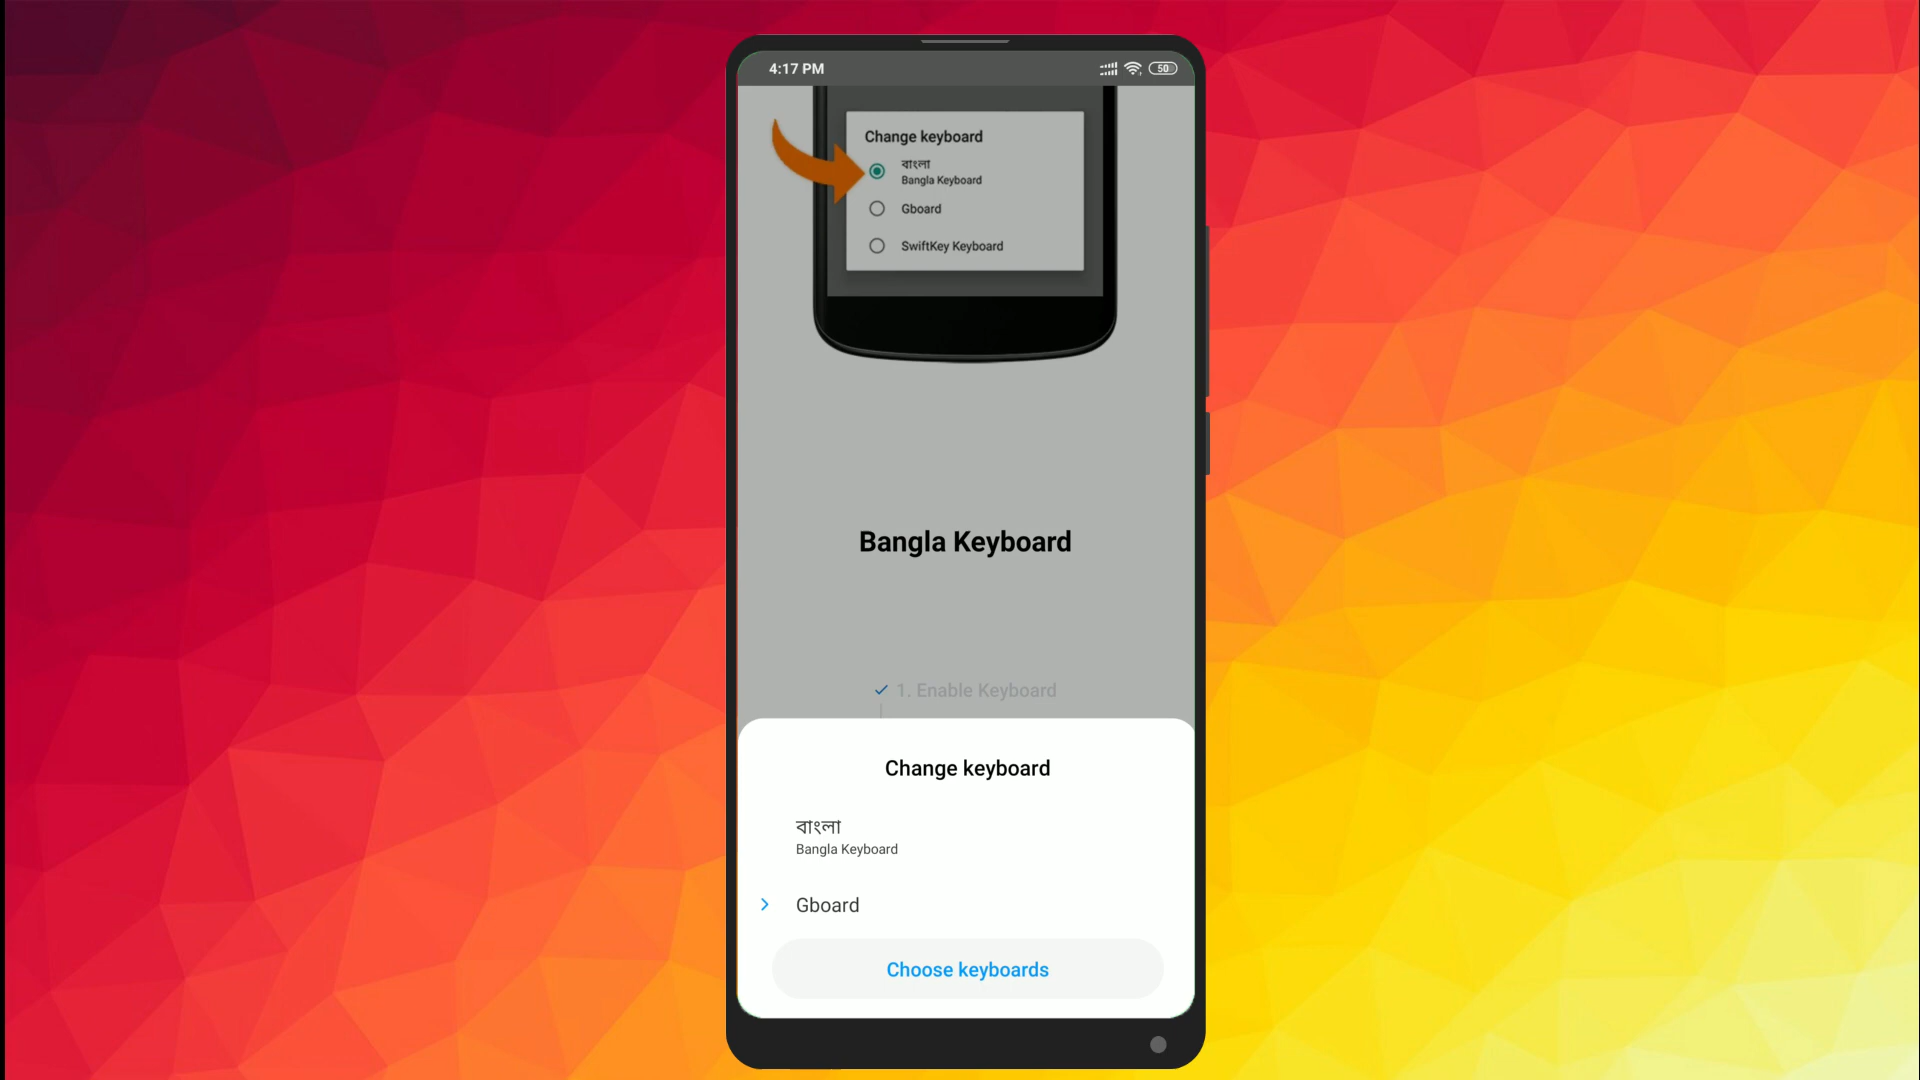 4:17 PM
50
Change keyboard
বাংলা
Bangla Keyboard
Gboard
SwiftKey Keyboard
Bangla Keyboard
1. Enable Keyboard
Change keyboard
বাংলা
Bangla Keyboard
Gboard
Choose keyboards